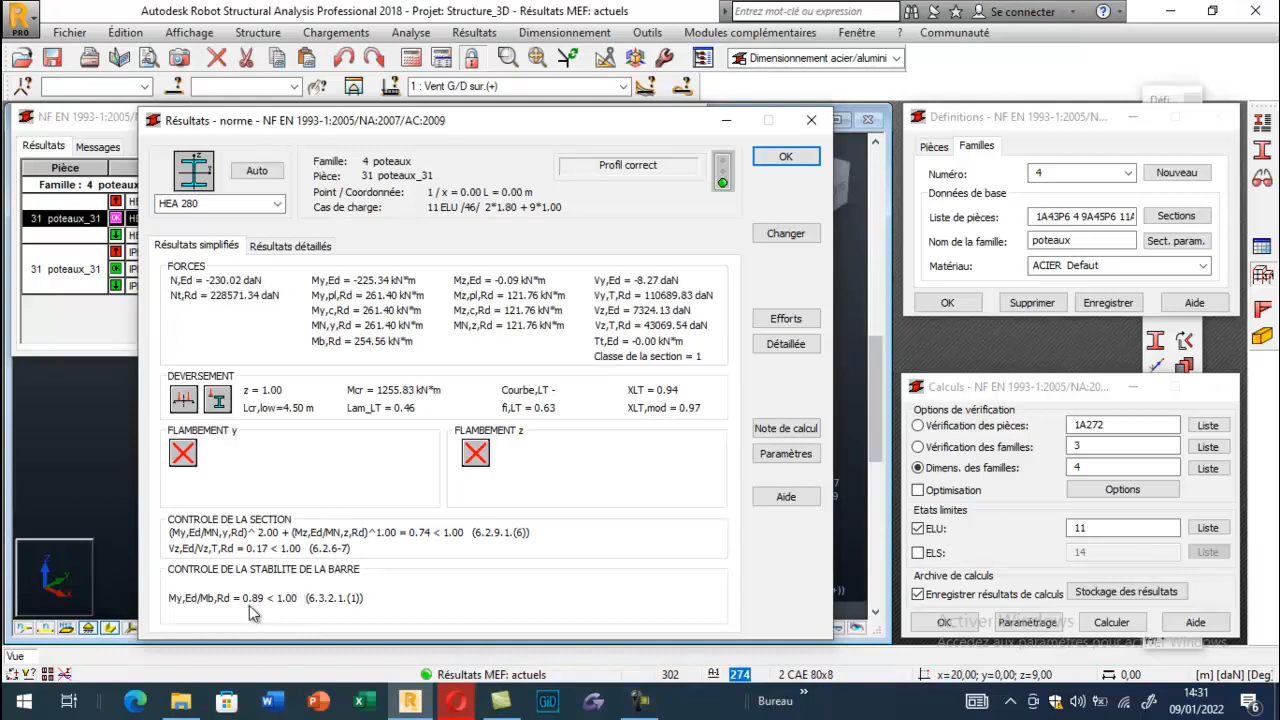 Autodesk Robot Structural Analysis Professional 2018 - Projet: Structure_3D - Résultats MEF: actuels
Entrez mot-clé ou expression
Se connecter
PRO
Fichier Édition Affichage Structure Chargements Analyse Résultats Dimensionnement Outils Modules complémentaires Fenêtre ? Communauté
Dimensionnement acier/alumini
1 : Vent G/D sur.(+)
NF EN 1993-1:2005/
Résultats Messages
Pièce
Famille : 4 poteaux
31 poteaux_31
OK
31 poteaux_31
OK
Résultats - norme - NF EN 1993-1:2005/NA:2007/AC:2009
Auto
HEA 280
Famille: 4 poteaux
Pièce: 31 poteaux_31
Point / Coordonnée: 1 / x = 0.00 L = 0.00 m
Cas de charge: 11 ELU /46/ 2*1.80 + 9*1.00
Profil correct
OK
Changer
Efforts
Détaillée
Note de calcul
Paramètres
Aide
Résultats simplifiés Résultats détaillés
FORCES
N,Ed = -230.02 daN My,Ed = -225.34 kN*m Mz,Ed = -0.09 kN*m Vy,Ed = -8.27 daN
Nt,Rd = 228571.34 daN My,pl,Rd = 261.40 kN*m Mz,pl,Rd = 121.76 kN*m Vy,T,Rd = 110689.83 daN
My,c,Rd = 261.40 kN*m Mz,c,Rd = 121.76 kN*m Vz,Ed = 7324.13 daN
MN,y,Rd = 261.40 kN*m MN,z,Rd = 121.76 kN*m Vz,T,Rd = 43069.54 daN
Mb,Rd = 254.56 kN*m Tt,Ed = -0.00 kN*m
Classe de la section = 1
DEVERSEMENT
z = 1.00 Mcr = 1255.83 kN*m Courbe,LT - XLT = 0.94
Lcr,low=4.50 m Lam_LT = 0.46 fi,LT = 0.63 XLT,mod = 0.97
FLAMBEMENT y FLAMBEMENT z
CONTROLE DE LA SECTION
(My,Ed/MN,y,Rd)^ 2.00 + (Mz,Ed/MN,z,Rd)^1.00 = 0.74 < 1.00 (6.2.9.1.(6))
Vz,Ed/Vz,T,Rd = 0.17 < 1.00 (6.2.6-7)
CONTROLE DE LA STABILITE DE LA BARRE
My,Ed/Mb,Rd = 0.89 < 1.00 (6.3.2.1.(1))
Défi...
Définitions - NF EN 1993-1:2005/N...
Pièces Familles
Numéro: 4 Nouveau
Données de base
Liste de pièces: 1A43P6 4 9A45P6 11A Sections
Nom de la famille: poteaux Sect. param.
Matériau: ACIER Defaut
OK Supprimer Enregistrer Aide
Calculs - NF EN 1993-1:2005/NA:20...
Options de vérification
Vérification des pièces: 1A272 Liste
Vérification des familles: 3 Liste
Dimens. des familles: 4 Liste
Optimisation Options
Etats limites
ELU: 11 Liste
ELS: 14 Liste
Archive de calculs
Enregistrer résultats de calculs Stockage des résultats
OK Paramétrage Calculer Aide
Activer Windows
Accédez aux paramètres pour activer Windows.
Vue
Résultats MEF: actuels 302 274 2 CAE 80x8 x=20,00; y=0,00; z=9,00 0,00 [m] [daN] [Deg]
GiD
Bureau
14:31
09/01/2022
6